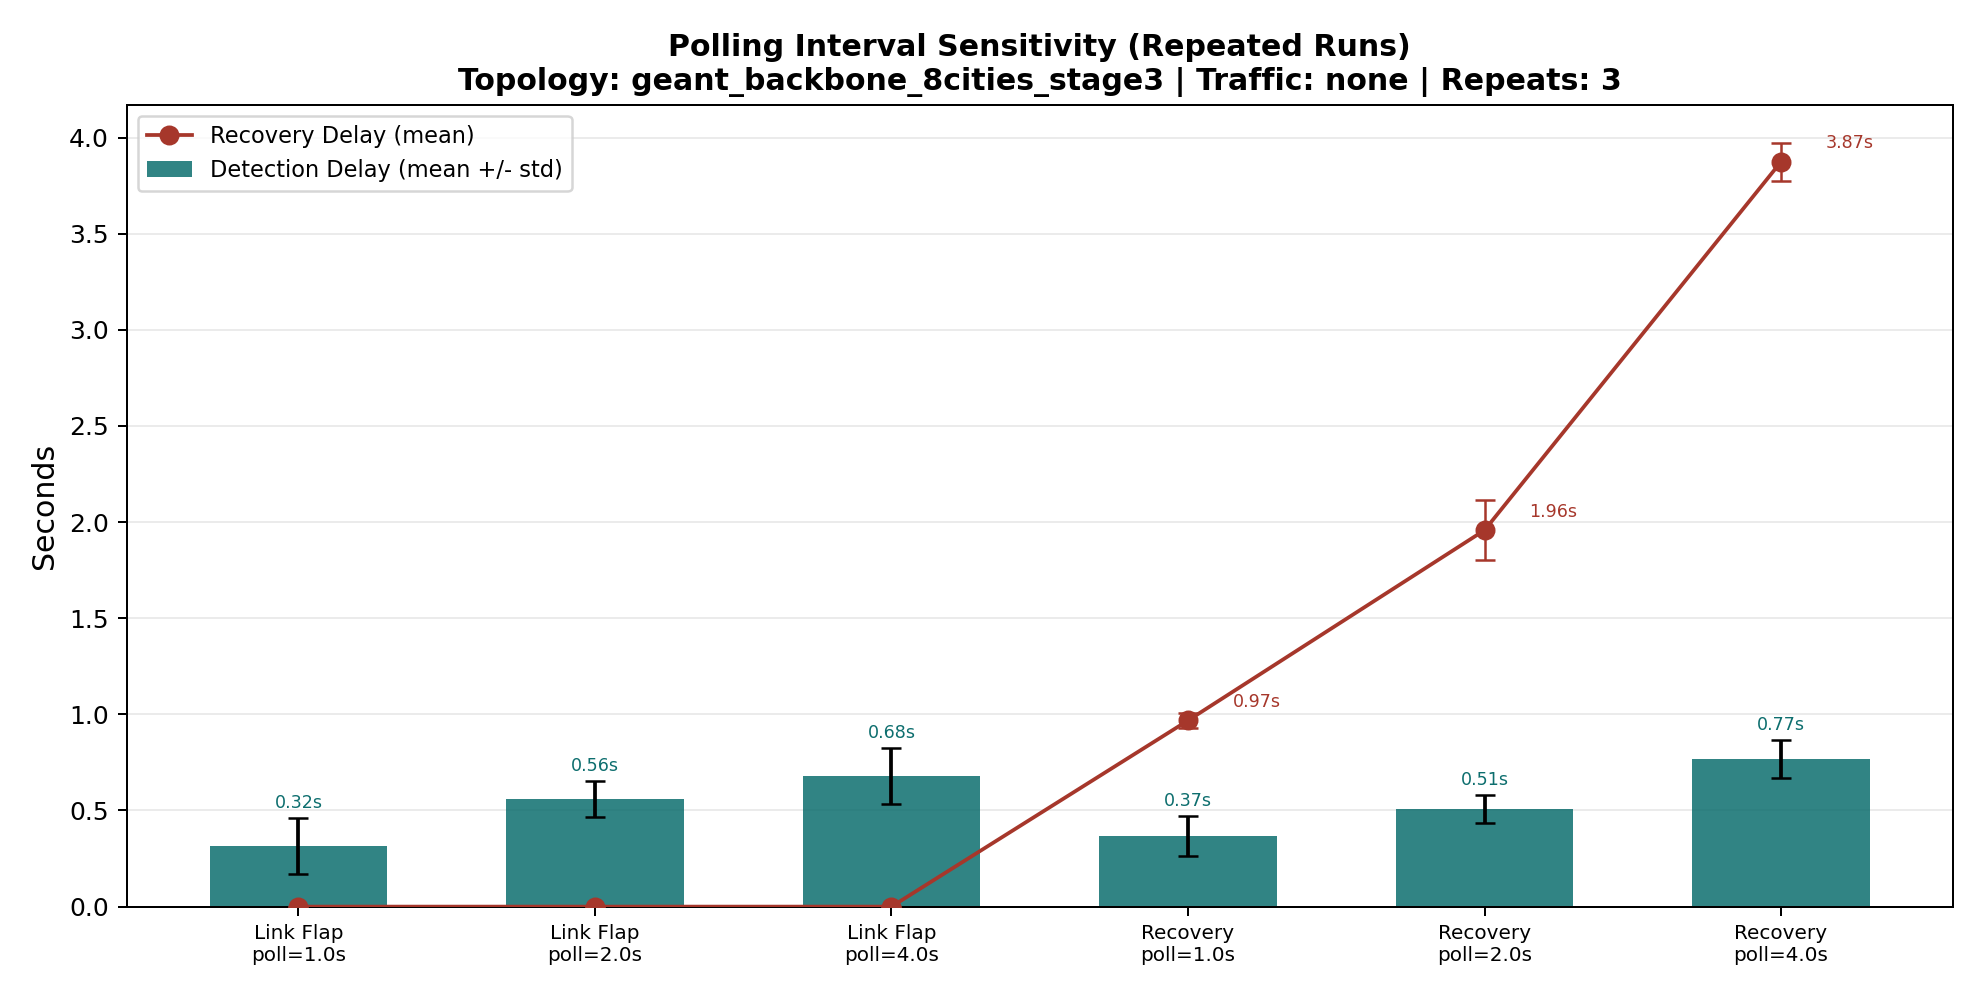 Polling Interval Sensitivity (Repeated Runs)
Topology: geant_backbone_8cities_stage3 | Traffic: none | Repeats: 3
Recovery Delay (mean)
Detection Delay (mean +/- std)
Seconds
4.0
3.5
3.0
2.5
2.0
1.5
1.0
0.5
0.0
0.32s
0.56s
0.68s
0.37s
0.51s
0.77s
0.97s
1.96s
3.87s
Link Flap
poll=1.0s
Link Flap
poll=2.0s
Link Flap
poll=4.0s
Recovery
poll=1.0s
Recovery
poll=2.0s
Recovery
poll=4.0s